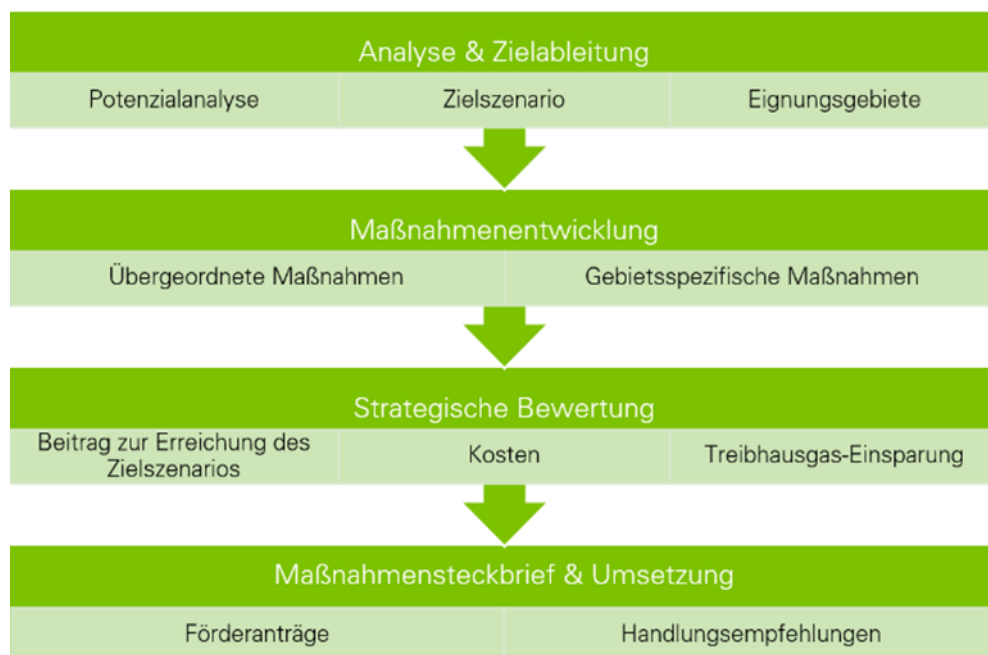 Analyse & Zielableitung
Potenzialanalyse
Zielszenario
Eignungsgebiete
Maßnahmenentwicklung
Übergeordnete Maßnahmen
Gebietsspezifische Maßnahmen
Strategische Bewertung
Beitrag zur Erreichung des
Zielszenarios
Kosten
Treibhausgas-Einsparung
Maßnahmensteckbrief & Umsetzung
Förderanträge
Handlungsempfehlungen